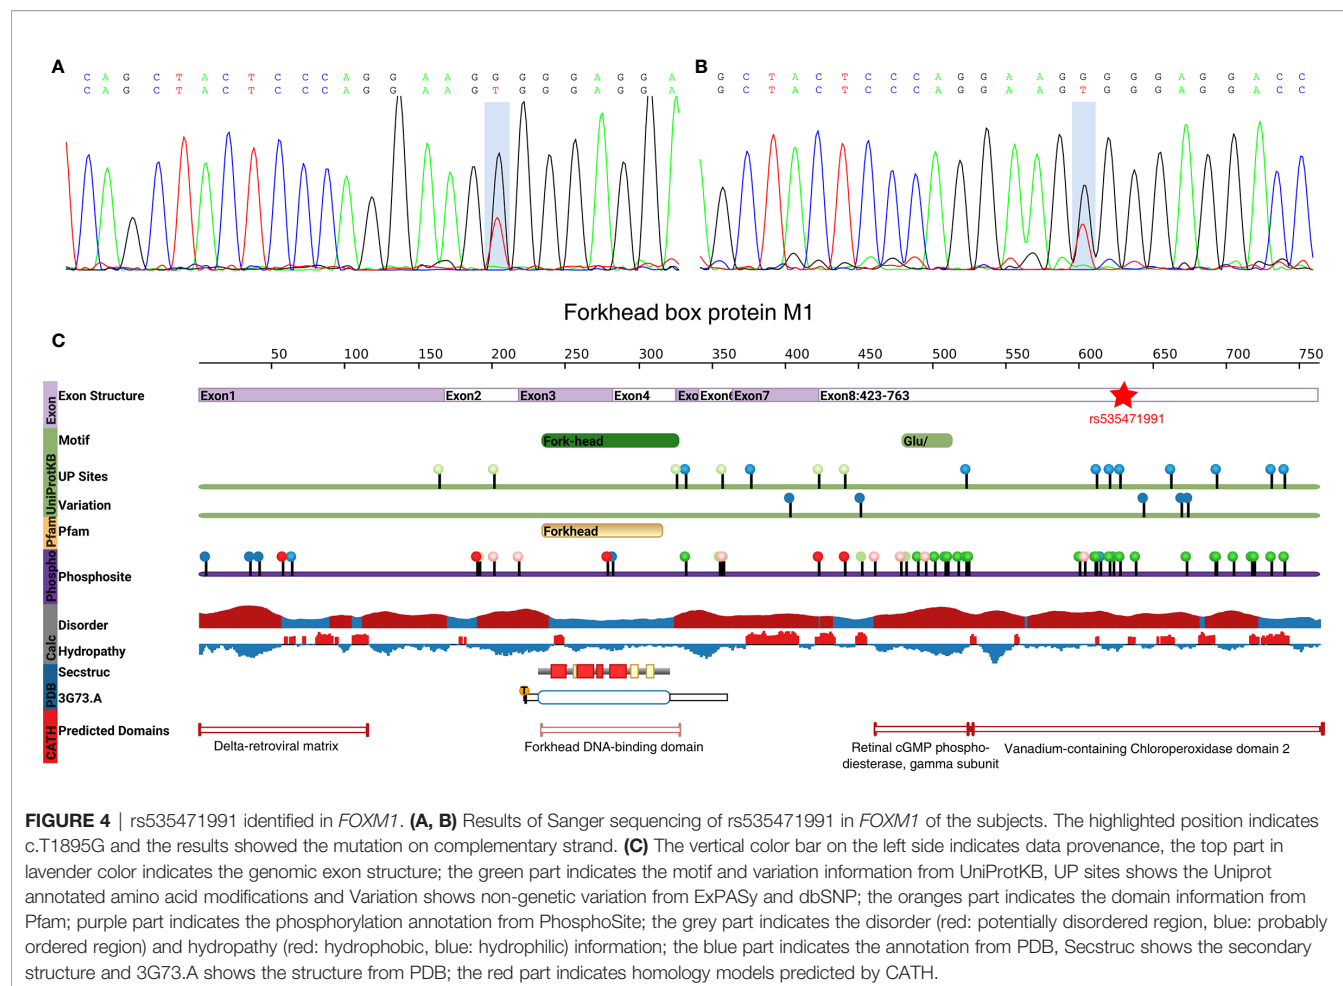 A
C A G C T A C T C C C A G G A A G G G G A G G A
C A G C T A C T C C C A G G A A G T G G G A G G A
B
G C T A C T C C C A G G A A G G G G G A G G A C C
G C T A C T C C C A G G A A G T G G G A G G A C C
Forkhead box protein M1
C
50 100 150 200 250 300 350 400 450 500 550 600 650 700 750
Exon
Exon Structure
Exon1 Exon2 Exon3 Exon4 Exo Exon6 Exon7 Exon8:423-763
rs535471991
UniProtKB
Motif
Fork-head
Glu/
UP Sites
Variation
Pfam
Pfam
Forkhead
Phospho
Phosphosite
Calc
Disorder
Hydropathy
PDB
Secstruc
3G73.A
T
CATH
Predicted Domains
Delta-retroviral matrix
Forkhead DNA-binding domain
Retinal cGMP phospho-
diesterase, gamma subunit
Vanadium-containing Chloroperoxidase domain 2
FIGURE 4 | rs535471991 identified in FOXM1. (A, B) Results of Sanger sequencing of rs535471991 in FOXM1 of the subjects. The highlighted position indicates
c.T1895G and the results showed the mutation on complementary strand. (C) The vertical color bar on the left side indicates data provenance, the top part in
lavender color indicates the genomic exon structure; the green part indicates the motif and variation information from UniProtKB, UP sites shows the Uniprot
annotated amino acid modifications and Variation shows non-genetic variation from ExPASy and dbSNP; the oranges part indicates the domain information from
Pfam; purple part indicates the phosphorylation annotation from PhosphoSite; the grey part indicates the disorder (red: potentially disordered region, blue: probably
ordered region) and hydropathy (red: hydrophobic, blue: hydrophilic) information; the blue part indicates the annotation from PDB, Secstruc shows the secondary
structure and 3G73.A shows the structure from PDB; the red part indicates homology models predicted by CATH.